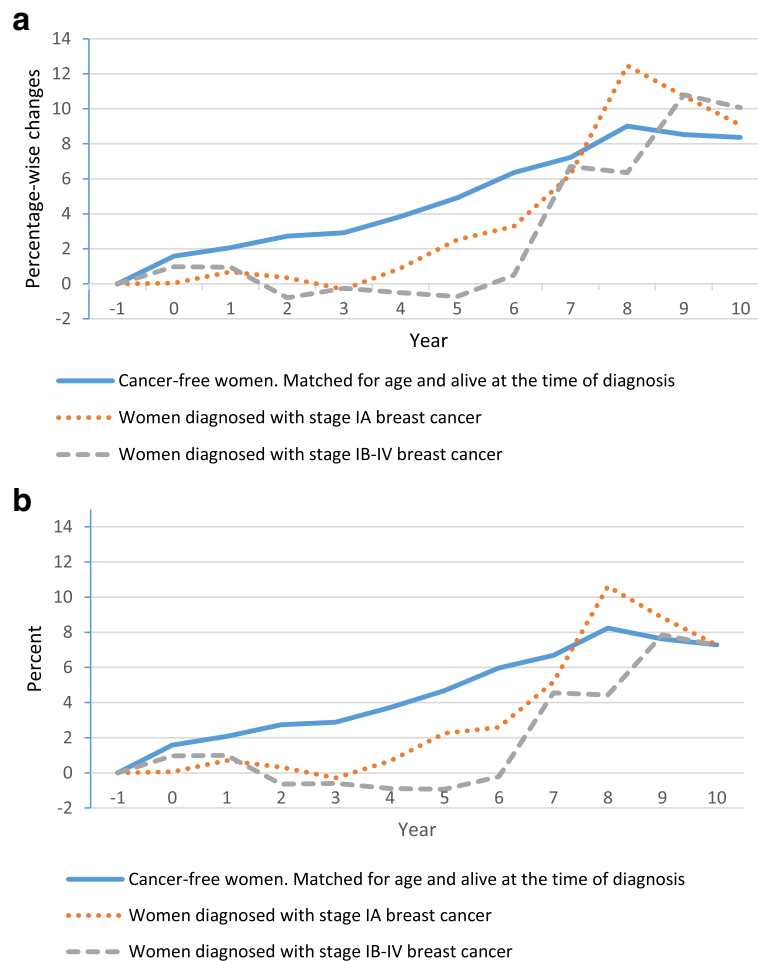 a
Percentage-wise changes
14
12
10
8
6
4
2
0
-2
-1 0 1 2 3 4 5 6 7 8 9 10
Year
Cancer-free women. Matched for age and alive at the time of diagnosis
Women diagnosed with stage IA breast cancer
Women diagnosed with stage IB-IV breast cancer
b
Percent
14
12
10
8
6
4
2
0
-2
-1 0 1 2 3 4 5 6 7 8 9 10
Year
Cancer-free women. Matched for age and alive at the time of diagnosis
Women diagnosed with stage IA breast cancer
Women diagnosed with stage IB-IV breast cancer